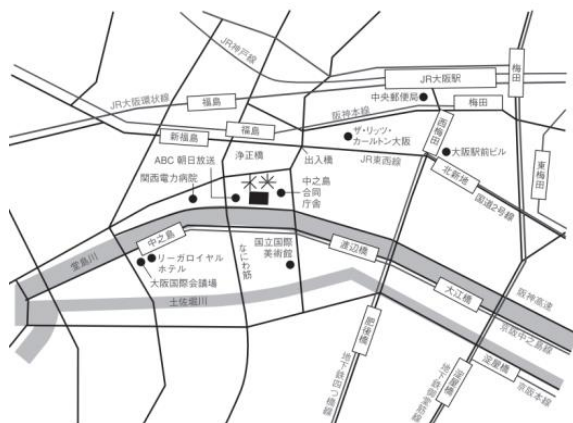 JR神戸線
JR大阪環状線
福島
JR大阪駅
梅田
中央郵便局
阪神本線
梅田
新福島
福島
ザ・リッツ・
カールトン大阪
西梅田
大阪駅前ビル
東梅田
ABC 朝日放送
浄正橋
出入橋
JR東西線
北新地
国道2号線
関西電力病院
中之島
合同
庁舎
堂島川
中之島
リーガロイヤル
ホテル
大阪国際会議場
なにわ筋
国立国際
美術館
渡辺橋
大江橋
阪神高速
土佐堀川
肥後橋
京阪中之島線
淀屋橋
京阪本線
地下鉄四つ橋線
地下鉄御堂筋線
淀屋橋